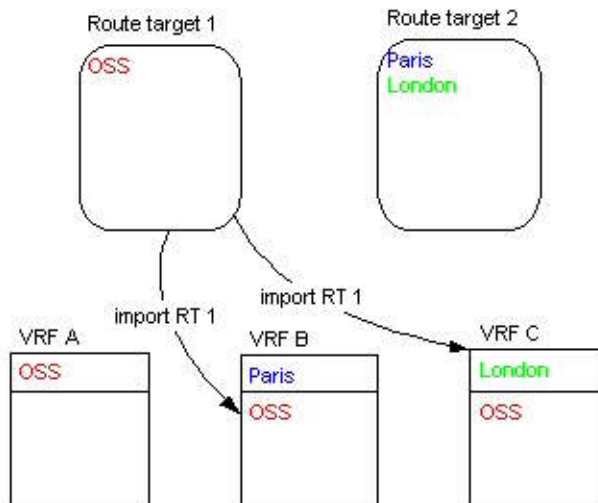 Route target 1
Route target 2
OSS
Paris
London
import RT 1
import RT 1
VRF A
VRF B
VRF C
OSS
Paris
London
OSS
OSS